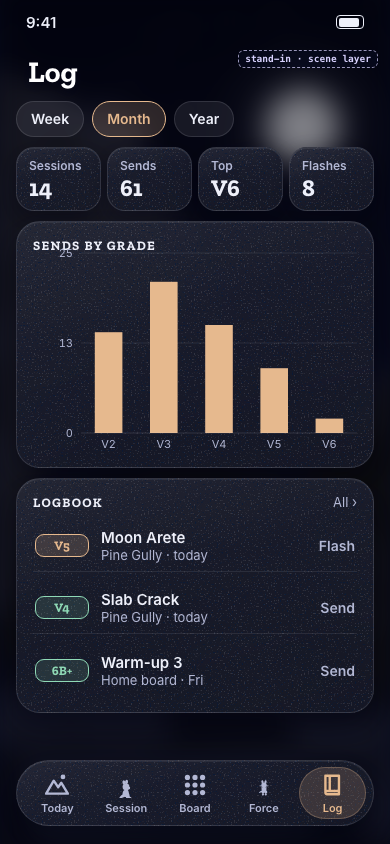 9:41
stand-in · scene layer
Log
Week Month Year
Sessions Sends Top Flashes
14 61 V6 8
SENDS BY GRADE
25
13
0
V2 V3 V4 V5 V6
LOGBOOK All ›
V5 Moon Arete Flash
Pine Gully · today
V4 Slab Crack Send
Pine Gully · today
6B+ Warm-up 3 Send
Home board · Fri
Today Session Board Force Log